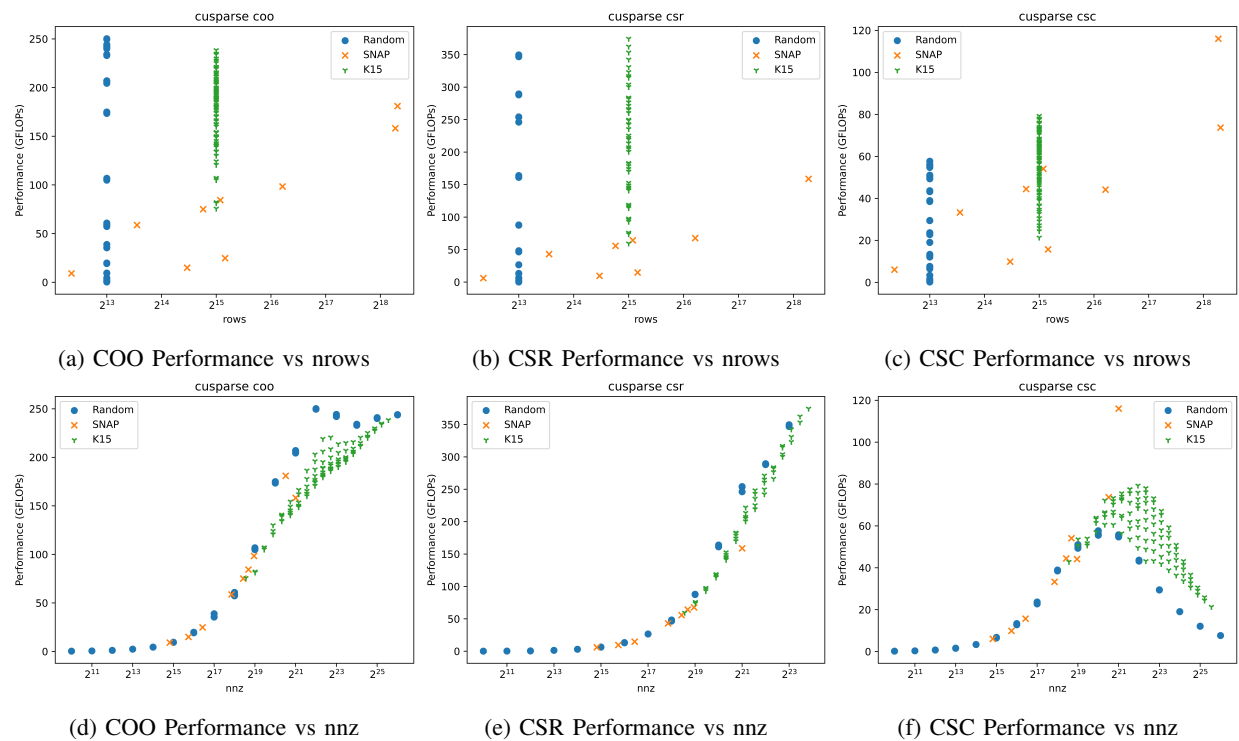 cusparse coo
Performance (GFLOPs)
250
200
150
100
50
0
Random
SNAP
K15
2^13
2^14
2^15
2^16
2^17
2^18
rows
(a) COO Performance vs nrows
cusparse csr
Performance (GFLOPs)
350
300
250
200
150
100
50
0
Random
SNAP
K15
2^13
2^14
2^15
2^16
2^17
2^18
rows
(b) CSR Performance vs nrows
cusparse csc
Performance (GFLOPs)
120
100
80
60
40
20
0
Random
SNAP
K15
2^13
2^14
2^15
2^16
2^17
2^18
rows
(c) CSC Performance vs nrows
cusparse coo
Performance (GFLOPs)
250
200
150
100
50
0
Random
SNAP
K15
2^11
2^13
2^15
2^17
2^19
2^21
2^23
2^25
nnz
(d) COO Performance vs nnz
cusparse csr
Performance (GFLOPs)
350
300
250
200
150
100
50
0
Random
SNAP
K15
2^11
2^13
2^15
2^17
2^19
2^21
2^23
nnz
(e) CSR Performance vs nnz
cusparse csc
Performance (GFLOPs)
120
100
80
60
40
20
0
Random
SNAP
K15
2^11
2^13
2^15
2^17
2^19
2^21
2^23
2^25
nnz
(f) CSC Performance vs nnz